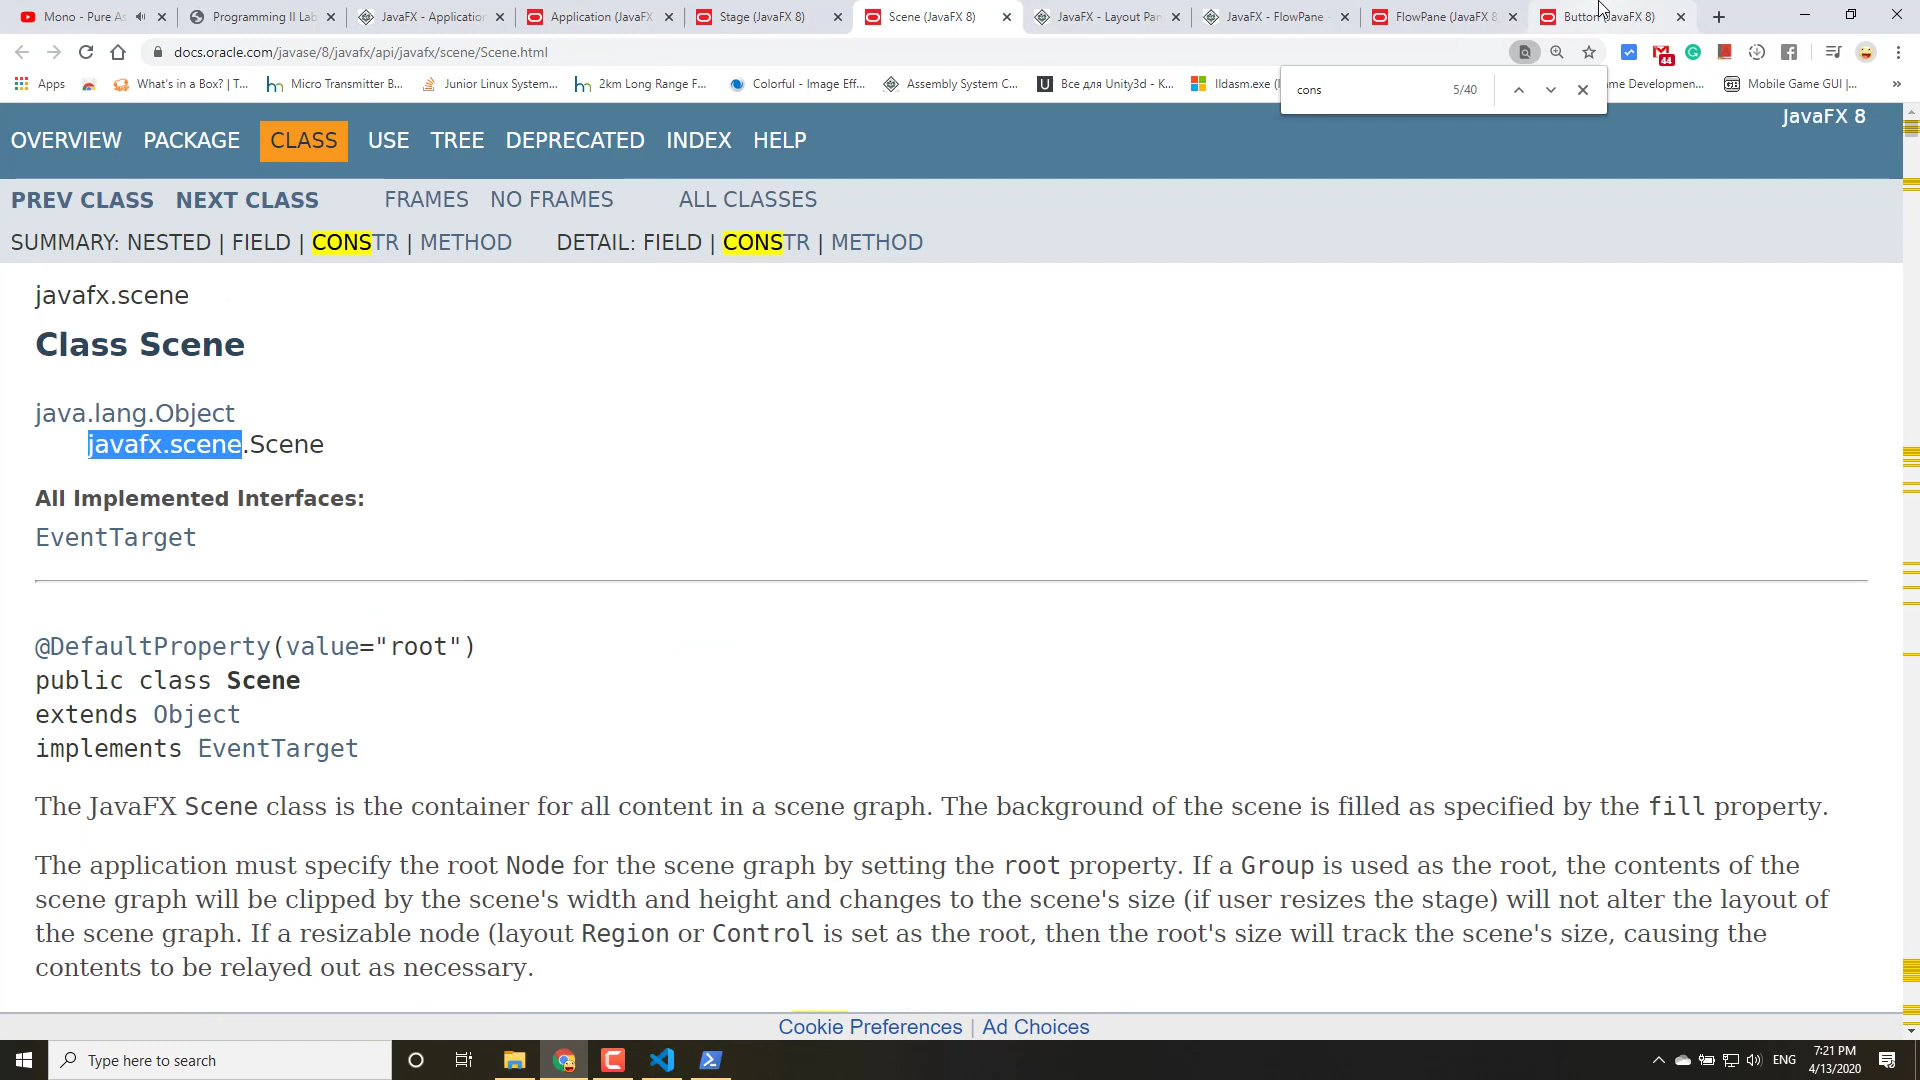 Mono - Pure As
Programming II Lab
JavaFX - Application
Application (JavaFX
Stage (JavaFX 8)
Scene (JavaFX 8)
JavaFX - Layout Pan
JavaFX - FlowPane -
FlowPane (JavaFX 8)
Button (JavaFX 8)
docs.oracle.com/javase/8/javafx/api/javafx/scene/Scene.html
44
Apps
What's in a Box? | T...
Micro Transmitter B...
Junior Linux System...
2km Long Range F...
Colorful - Image Eff...
Assembly System C...
Все для Unity3d - K...
Ildasm.exe (I
me Developmen...
Mobile Game GUI |...
cons 5/40
JavaFX 8
OVERVIEW PACKAGE CLASS USE TREE DEPRECATED INDEX HELP
PREV CLASS NEXT CLASS FRAMES NO FRAMES ALL CLASSES
SUMMARY: NESTED | FIELD | CONSTR | METHOD DETAIL: FIELD | CONSTR | METHOD
javafx.scene
Class Scene
java.lang.Object
javafx.scene.Scene
All Implemented Interfaces:
EventTarget
@DefaultProperty(value="root")
public class Scene
extends Object
implements EventTarget
The JavaFX Scene class is the container for all content in a scene graph. The background of the scene is filled as specified by the fill property.
The application must specify the root Node for the scene graph by setting the root property. If a Group is used as the root, the contents of the
scene graph will be clipped by the scene's width and height and changes to the scene's size (if user resizes the stage) will not alter the layout of
the scene graph. If a resizable node (layout Region or Control is set as the root, then the root's size will track the scene's size, causing the
contents to be relayed out as necessary.
Cookie Preferences | Ad Choices
Type here to search
ENG
7:21 PM
4/13/2020